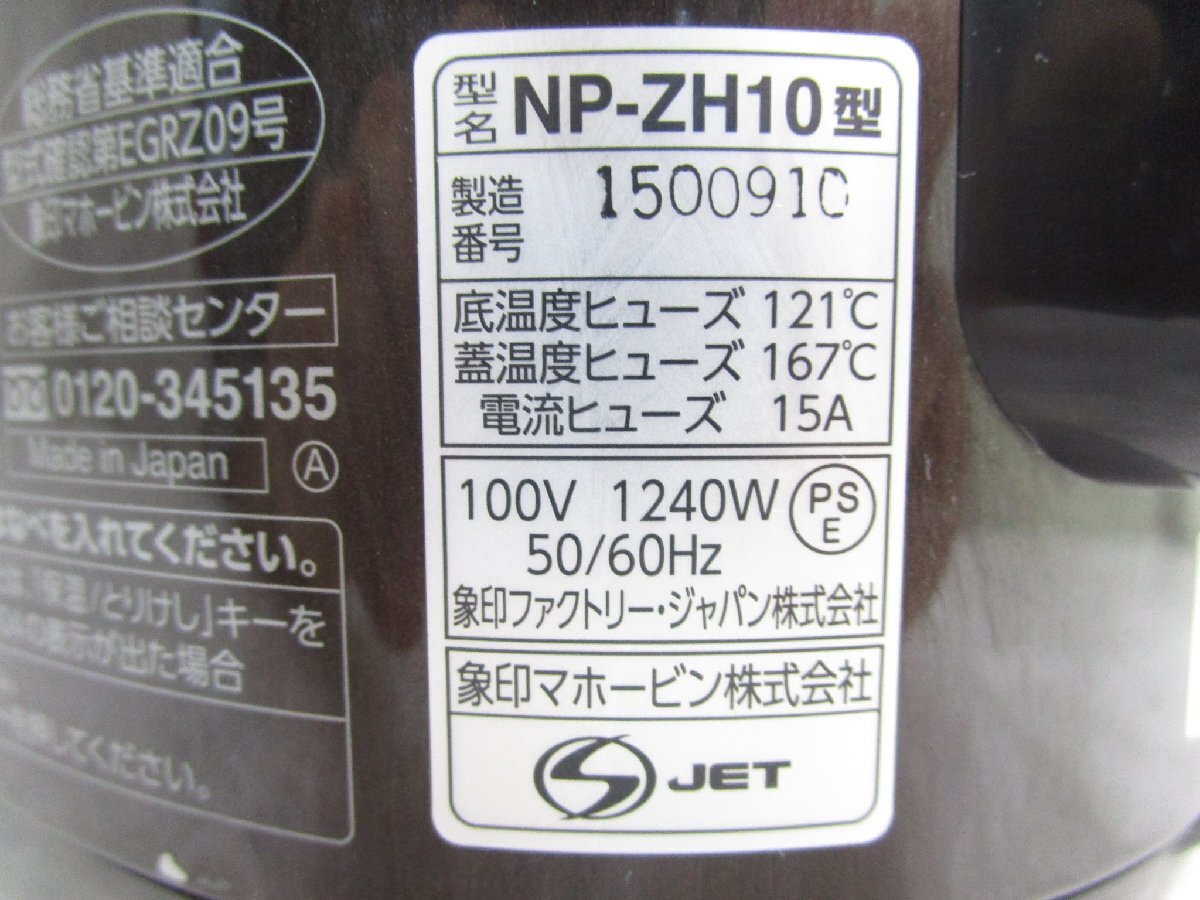 省基準適合
認第EGRZ09号
印マホービン株式会社
お客様ご相談センター
0120-345135
Made in Japan
A
なべを入れてください。
「保温/とりけし」キーを
表示が出た場合
してください。
型名 NP-ZH10型
製造番号 1500910
底温度ヒューズ 121℃
蓋温度ヒューズ 167℃
電流ヒューズ 15A
100V 1240W PSE
50/60Hz
象印ファクトリー・ジャパン株式会社
象印マホービン株式会社
S JET